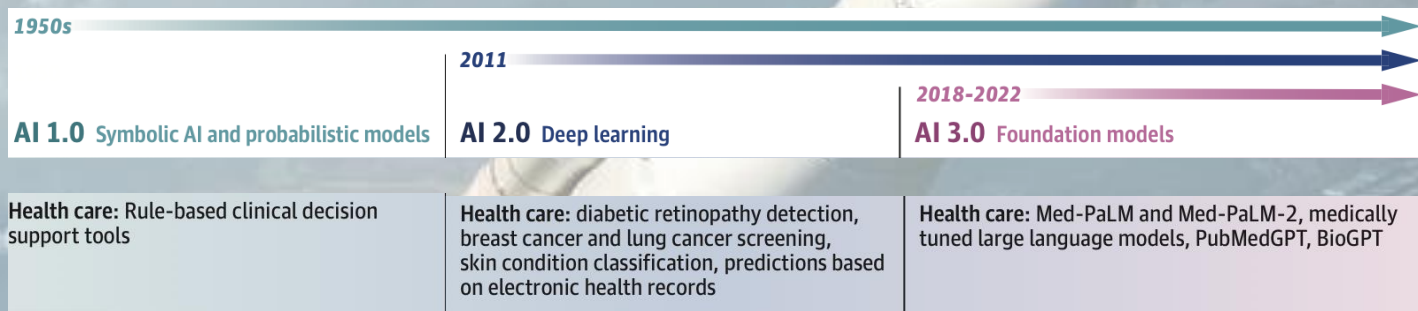 1950s
2011
2018-2022
AI 1.0 Symbolic AI and probabilistic models
AI 2.0 Deep learning
AI 3.0 Foundation models
Health care: Rule-based clinical decision
support tools
Health care: diabetic retinopathy detection,
breast cancer and lung cancer screening,
skin condition classification, predictions based
on electronic health records
Health care: Med-PaLM and Med-PaLM-2, medically
tuned large language models, PubMedGPT, BioGPT